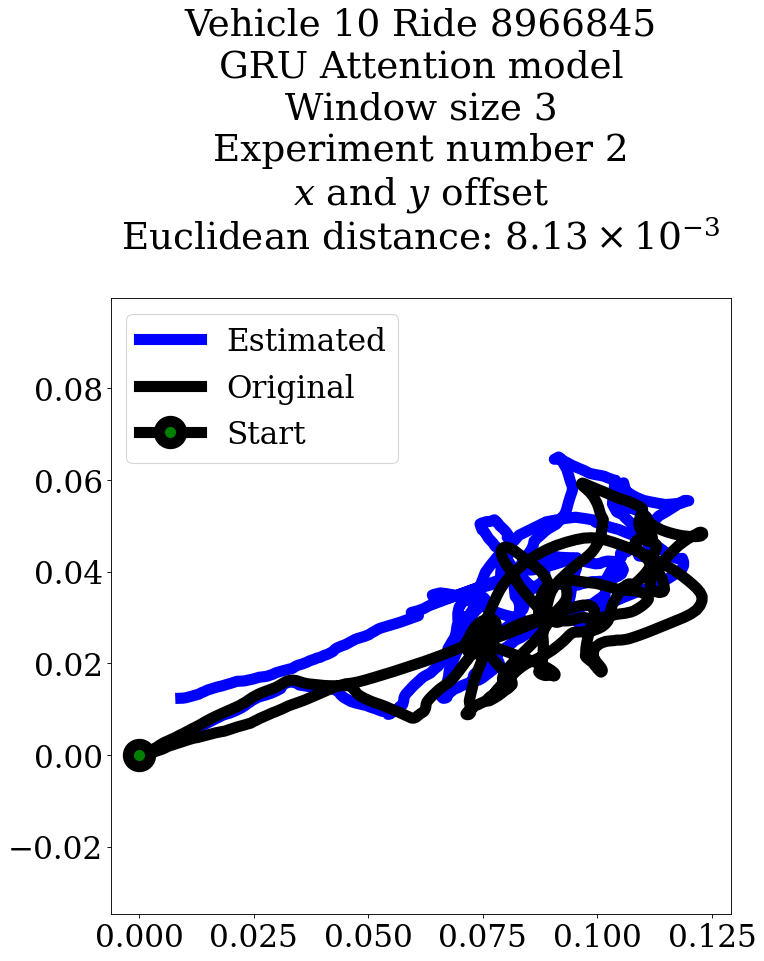 Vehicle 10 Ride 8966845
GRU Attention model
Window size 3
Experiment number 2
x and y offset
Euclidean distance: 8.13 × 10⁻³
Estimated
Original
Start
0.08
0.06
0.04
0.02
0.00
−0.02
0.000 0.025 0.050 0.075 0.100 0.125